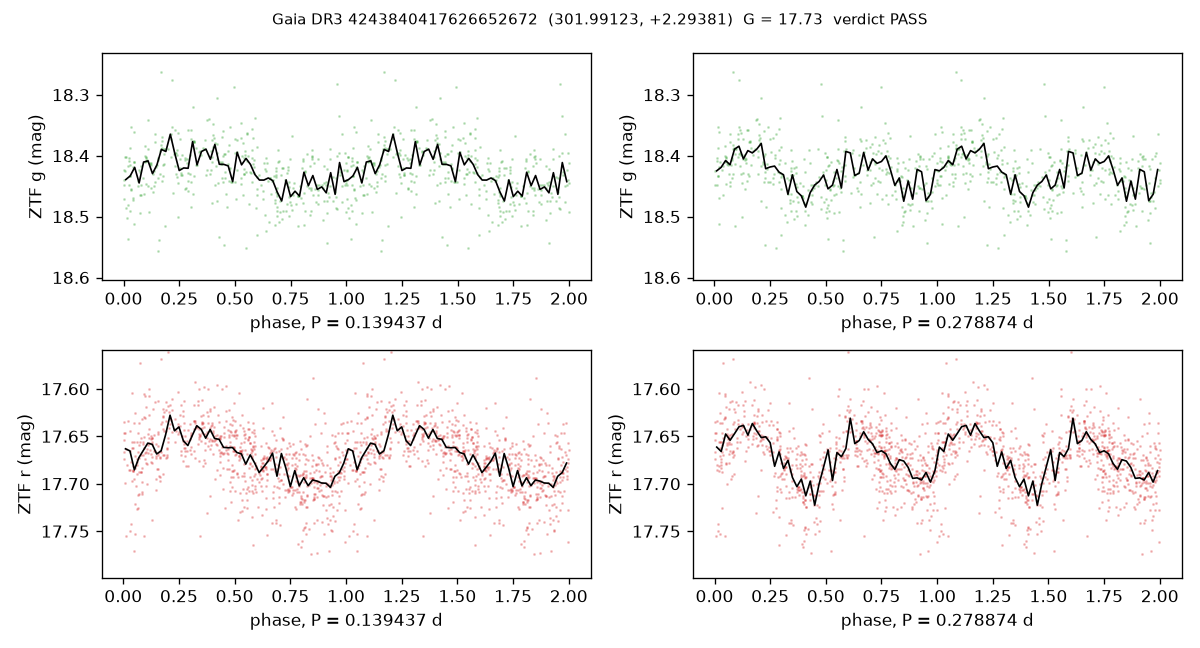 Gaia DR3 4243840417626652672  (301.99123, +2.29381)  G = 17.73  verdict PASS
ZTF g (mag)
18.3
18.4
18.5
18.6
0.00 0.25 0.50 0.75 1.00 1.25 1.50 1.75 2.00
phase, P = 0.139437 d
ZTF g (mag)
18.3
18.4
18.5
18.6
0.00 0.25 0.50 0.75 1.00 1.25 1.50 1.75 2.00
phase, P = 0.278874 d
ZTF r (mag)
17.60
17.65
17.70
17.75
0.00 0.25 0.50 0.75 1.00 1.25 1.50 1.75 2.00
phase, P = 0.139437 d
ZTF r (mag)
17.60
17.65
17.70
17.75
0.00 0.25 0.50 0.75 1.00 1.25 1.50 1.75 2.00
phase, P = 0.278874 d